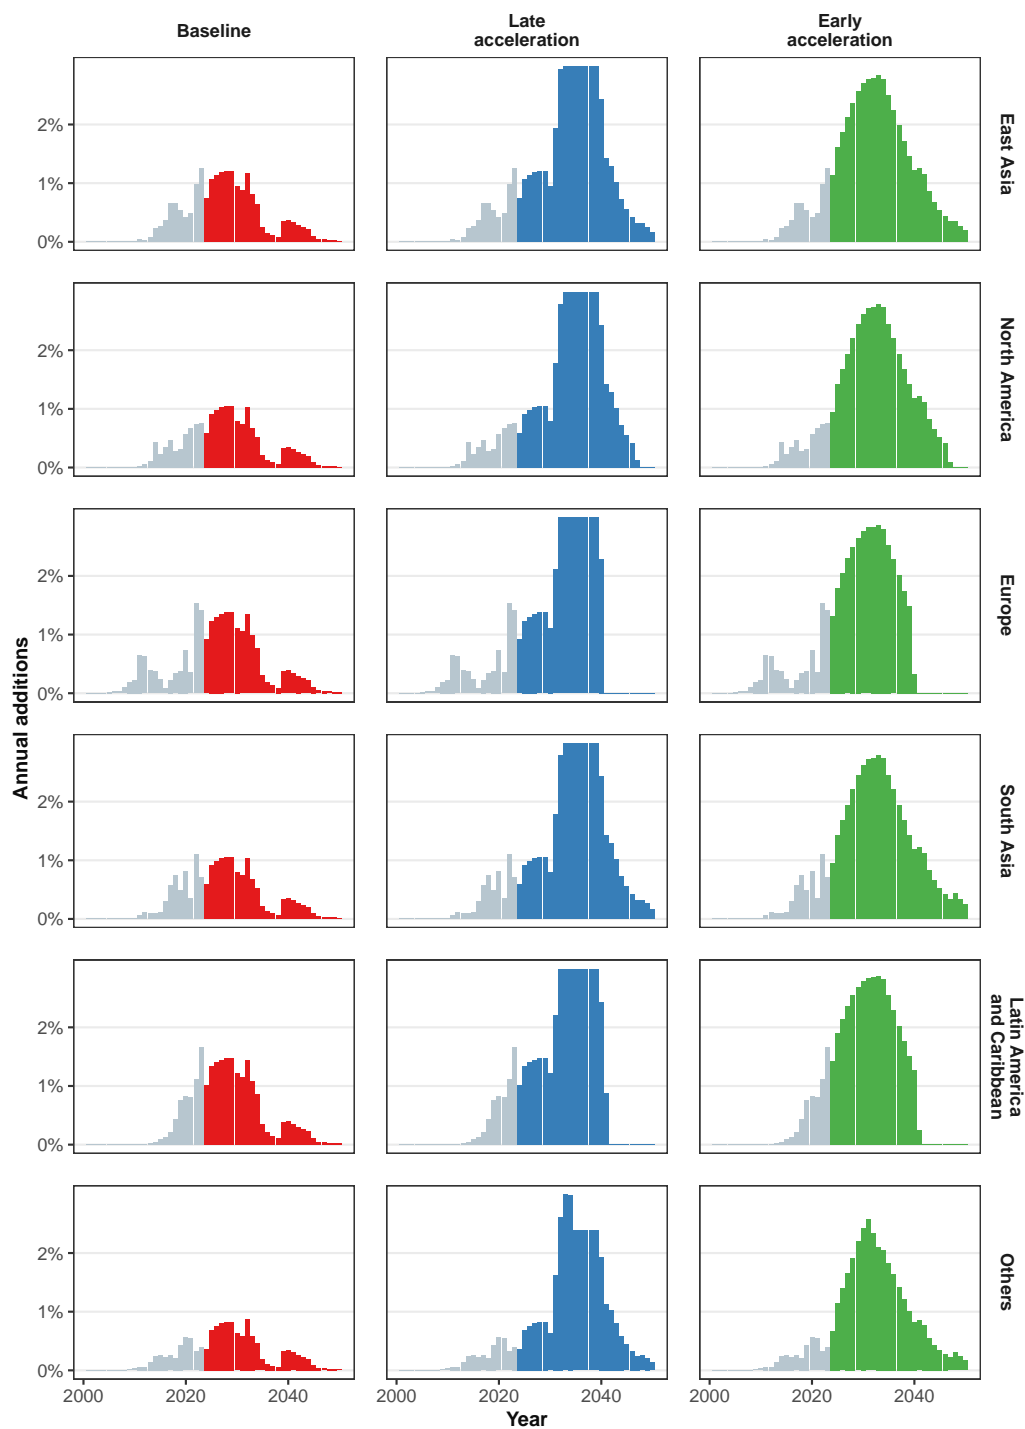 Baseline
Late
acceleration
Early
acceleration
2%
1%
0%
East Asia
2%
1%
0%
North America
2%
1%
0%
Europe
Annual additions
2%
1%
0%
South Asia
2%
1%
0%
Latin America
and Caribbean
2%
1%
0%
Others
2000
2020
2040
2000
2020
2040
2000
2020
2040
Year